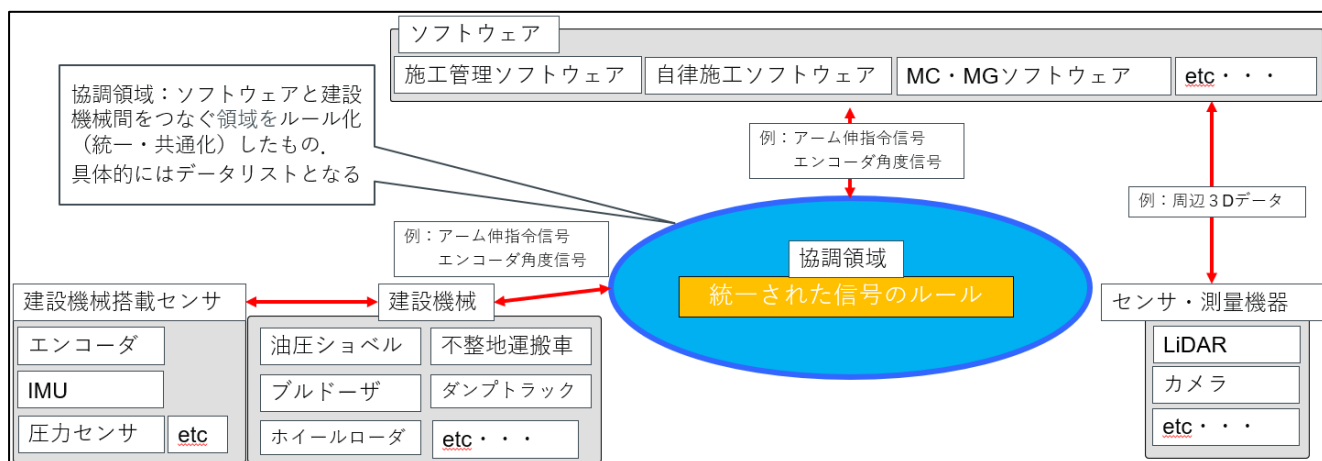 ソフトウェア
施工管理ソフトウェア
自律施工ソフトウェア
MC・MGソフトウェア
etc・・・
協調領域：ソフトウェアと建設
機械間をつなぐ領域をルール化
（統一・共通化）したもの．
具体的にはデータリストとなる
例：アーム伸指令信号
エンコーダ角度信号
例：周辺３Dデータ
例：アーム伸指令信号
エンコーダ角度信号
協調領域
統一された信号のルール
建設機械搭載センサ
エンコーダ
IMU
圧力センサ
etc
建設機械
油圧ショベル
不整地運搬車
ブルドーザ
ダンプトラック
ホイールローダ
etc・・・
センサ・測量機器
LiDAR
カメラ
etc・・・